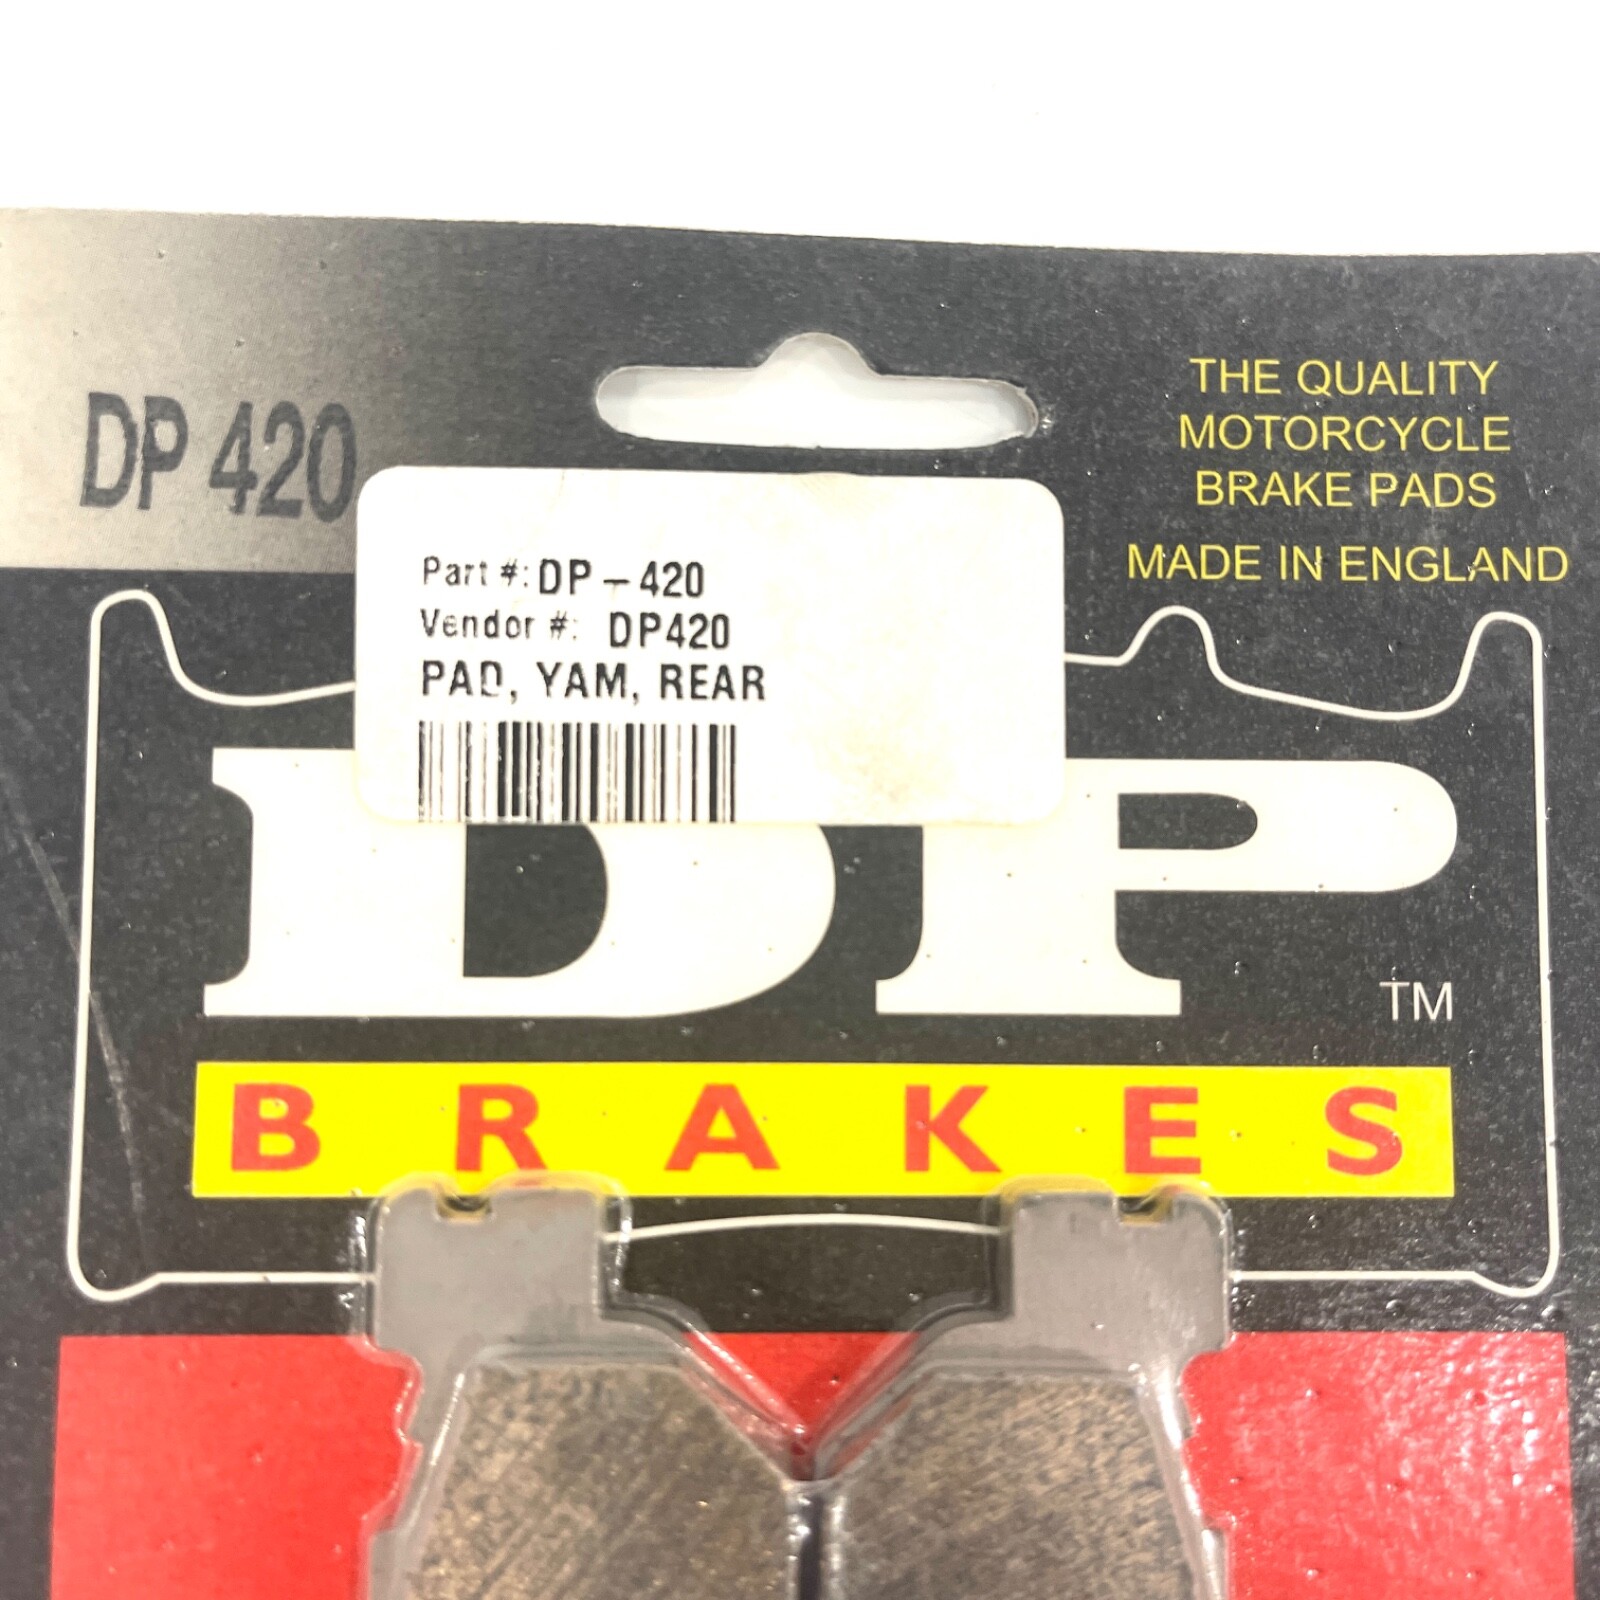 DP 420
THE QUALITY
MOTORCYCLE
BRAKE PADS
MADE IN ENGLAND
Part #: DP-420
Vendor #: DP420
PAD, YAM, REAR
DP
TM
BRAKES